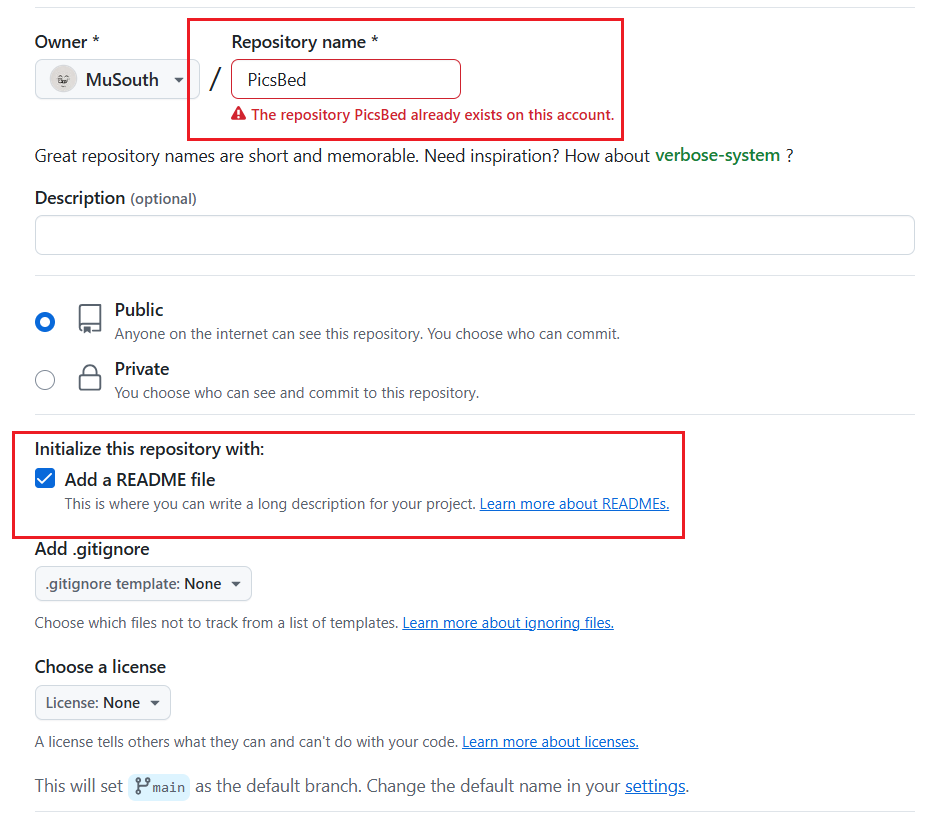 Owner * Repository name *
MuSouth / PicsBed
The repository PicsBed already exists on this account.
Great repository names are short and memorable. Need inspiration? How about verbose-system ?
Description (optional)
Public
Anyone on the internet can see this repository. You choose who can commit.
Private
You choose who can see and commit to this repository.
Initialize this repository with:
Add a README file
This is where you can write a long description for your project. Learn more about READMEs.
Add .gitignore
.gitignore template: None
Choose which files not to track from a list of templates. Learn more about ignoring files.
Choose a license
License: None
A license tells others what they can and can't do with your code. Learn more about licenses.
This will set main as the default branch. Change the default name in your settings.